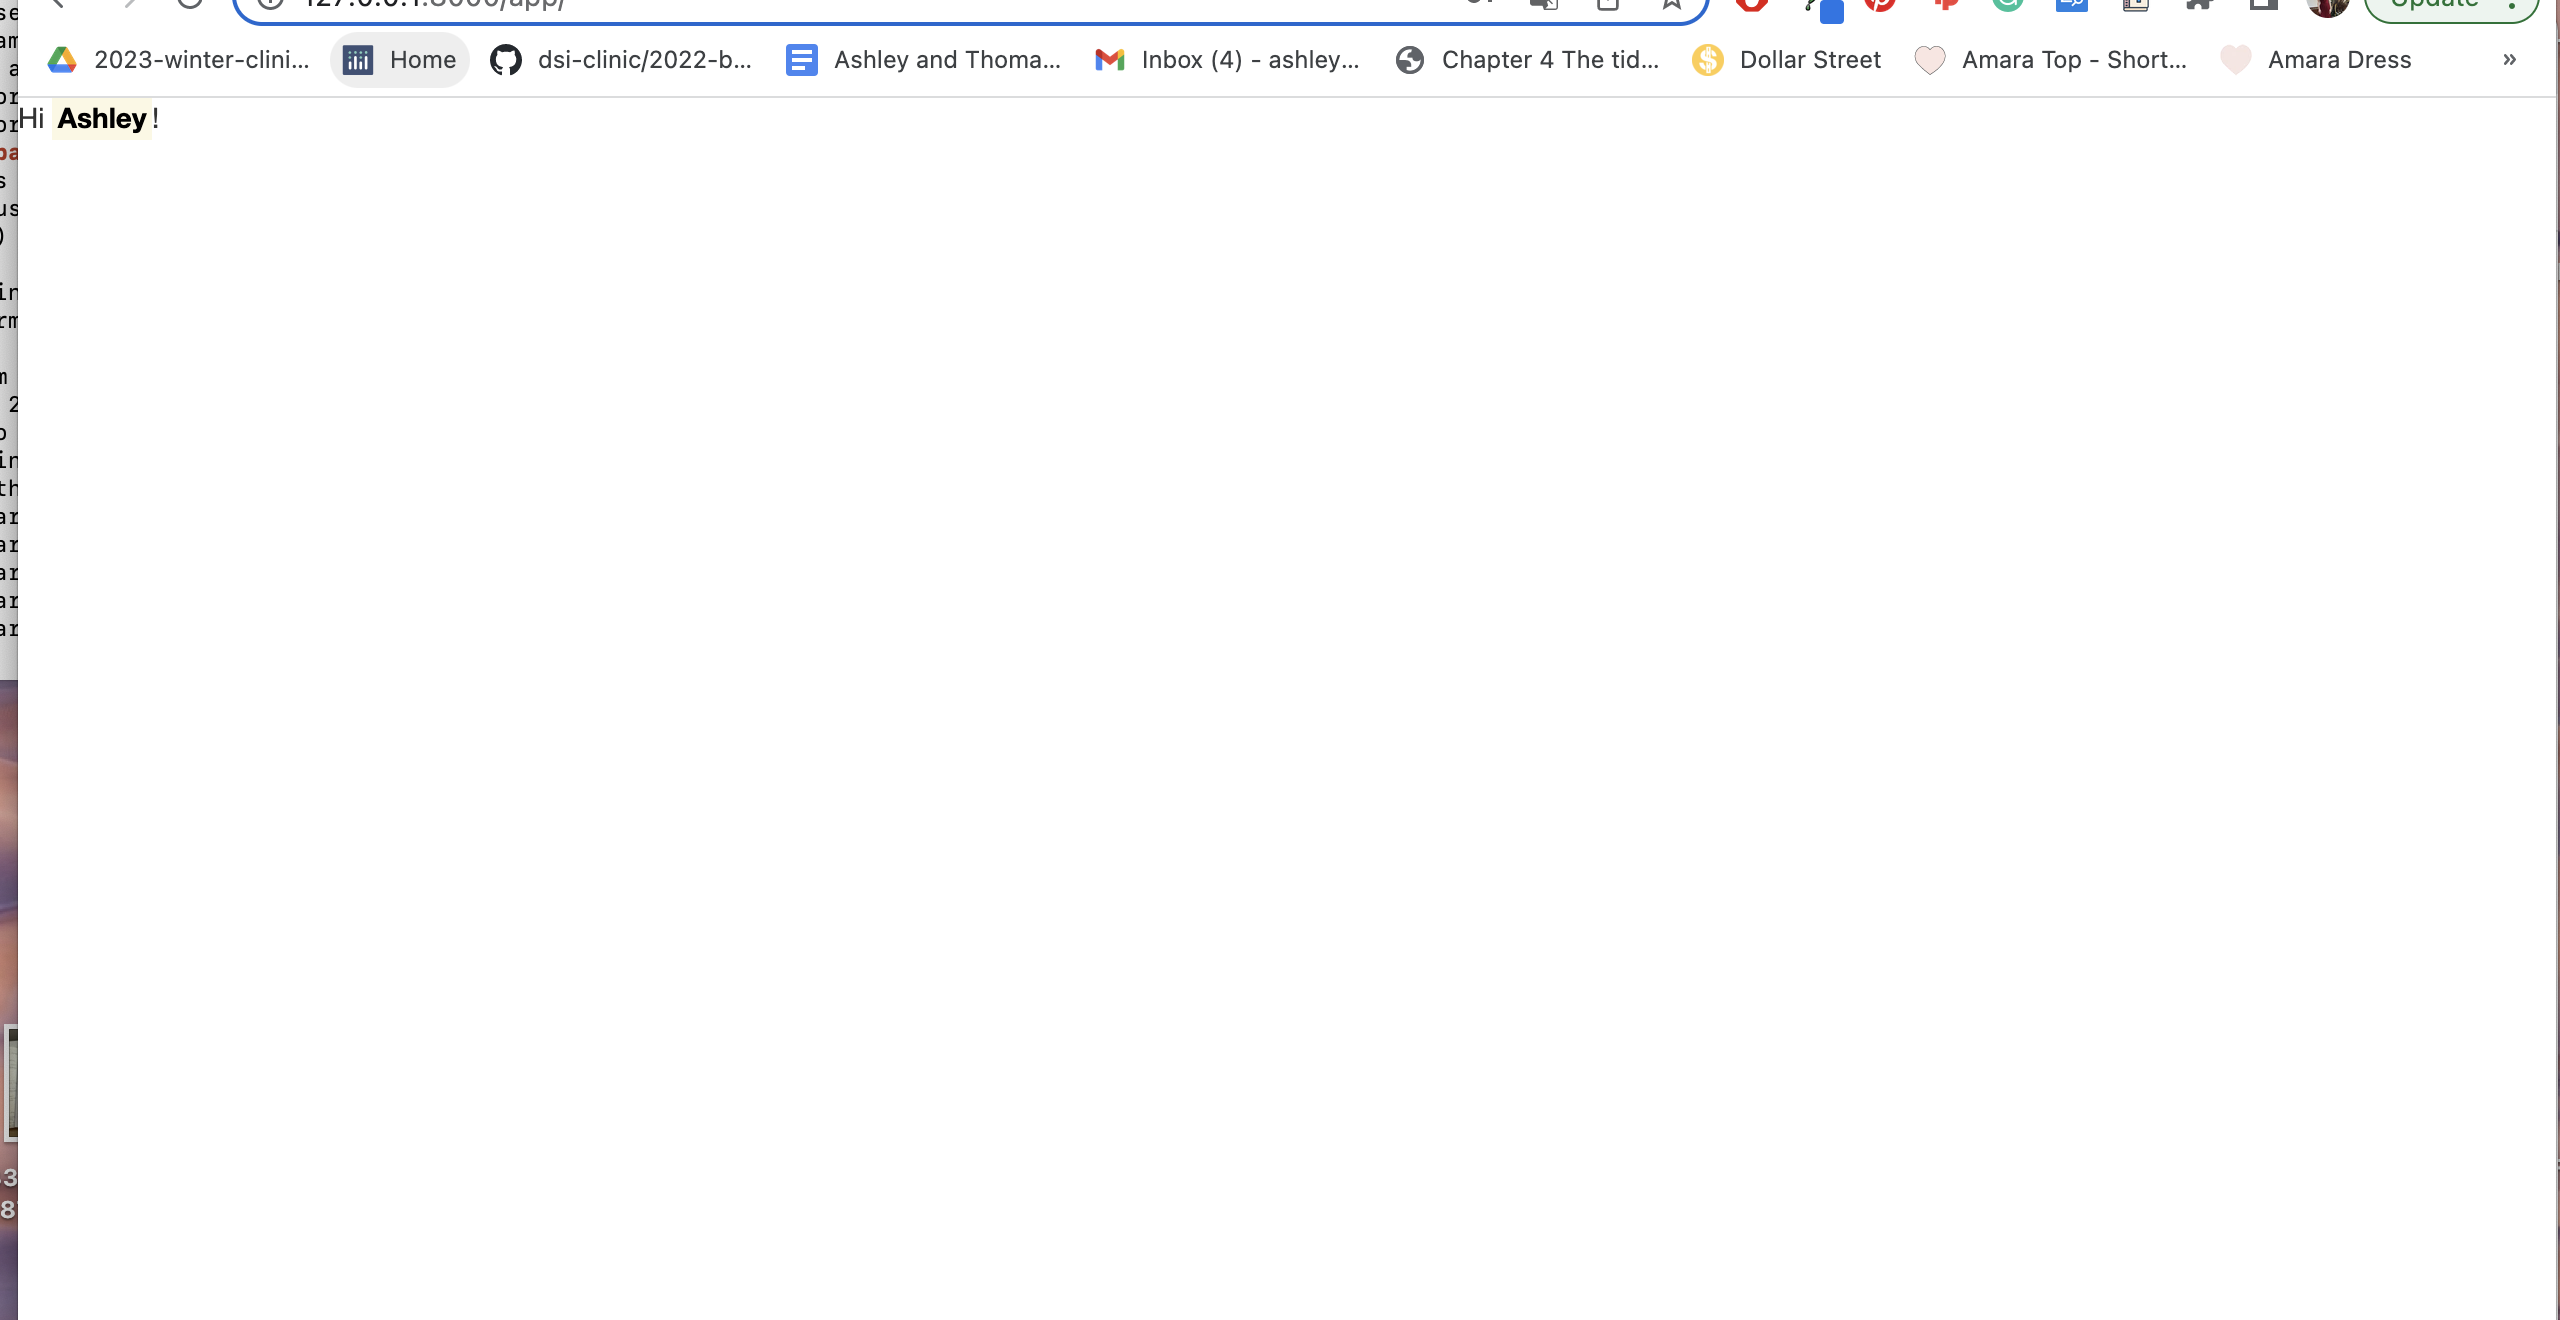 127.0.0.1:8000/app/
Update
2023-winter-clini... Home dsi-clinic/2022-b... Ashley and Thoma... Inbox (4) - ashley... Chapter 4 The tid... Dollar Street Amara Top - Short... Amara Dress »
Hi Ashley!